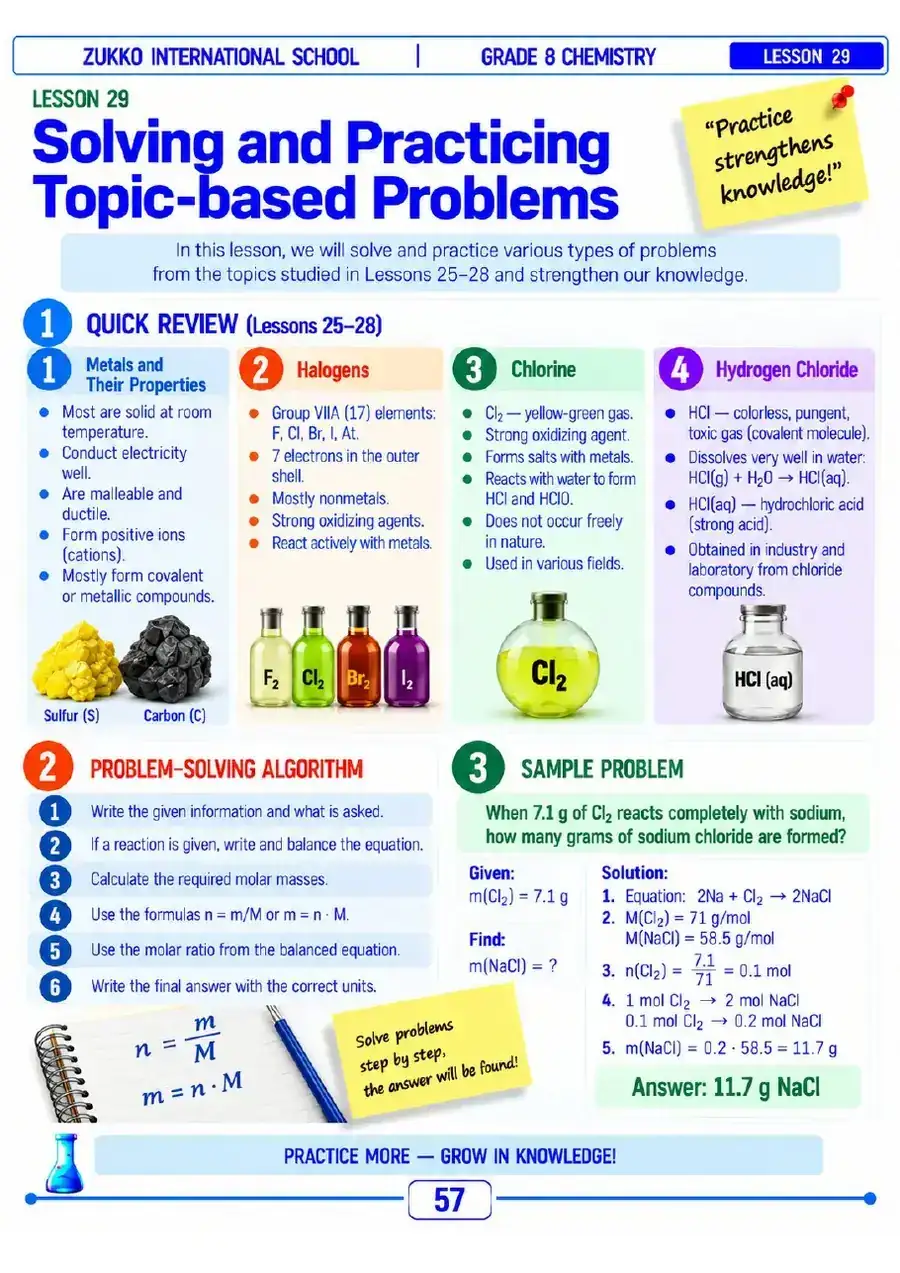 ZUKKO INTERNATIONAL SCHOOL | GRADE 8 CHEMISTRY
LESSON 29
LESSON 29
Solving and Practicing
Topic-based Problems
“Practice
strengthens
knowledge!”
In this lesson, we will solve and practice various types of problems
from the topics studied in Lessons 25–28 and strengthen our knowledge.
1 QUICK REVIEW (Lessons 25–28)
1 Metals and
Their Properties
• Most are solid at room
temperature.
• Conduct electricity
well.
• Are malleable and
ductile.
• Form positive ions
(cations).
• Mostly form covalent
or metallic compounds.
Sulfur (S) Carbon (C)
2 Halogens
• Group VIIA (17) elements:
F, Cl, Br, I, At.
• 7 electrons in the outer
shell.
• Mostly nonmetals.
• Strong oxidizing agents.
• React actively with metals.
F₂ Cl₂ Br₂ I₂
3 Chlorine
• Cl₂ — yellow-green gas.
• Strong oxidizing agent.
• Forms salts with metals.
• Reacts with water to form
HCl and HClO.
• Does not occur freely
in nature.
• Used in various fields.
Cl₂
4 Hydrogen Chloride
• HCl — colorless, pungent,
toxic gas (covalent molecule).
• Dissolves very well in water:
HCl(g) + H₂O → HCl(aq).
• HCl(aq) — hydrochloric acid
(strong acid).
• Obtained in industry and
laboratory from chloride
compounds.
HCl (aq)
2 PROBLEM-SOLVING ALGORITHM
1 Write the given information and what is asked.
2 If a reaction is given, write and balance the equation.
3 Calculate the required molar masses.
4 Use the formulas n = m/M or m = n · M.
5 Use the molar ratio from the balanced equation.
6 Write the final answer with the correct units.
n = m/M
m = n · M
Solve problems
step by step,
the answer will be found!
3 SAMPLE PROBLEM
When 7.1 g of Cl₂ reacts completely with sodium,
how many grams of sodium chloride are formed?
Given:
m(Cl₂) = 7.1 g
Find:
m(NaCl) = ?
Solution:
1. Equation: 2Na + Cl₂ → 2NaCl
2. M(Cl₂) = 71 g/mol
M(NaCl) = 58.5 g/mol
3. n(Cl₂) = 7.1/71 = 0.1 mol
4. 1 mol Cl₂ → 2 mol NaCl
0.1 mol Cl₂ → 0.2 mol NaCl
5. m(NaCl) = 0.2 · 58.5 = 11.7 g
Answer: 11.7 g NaCl
PRACTICE MORE — GROW IN KNOWLEDGE!
57